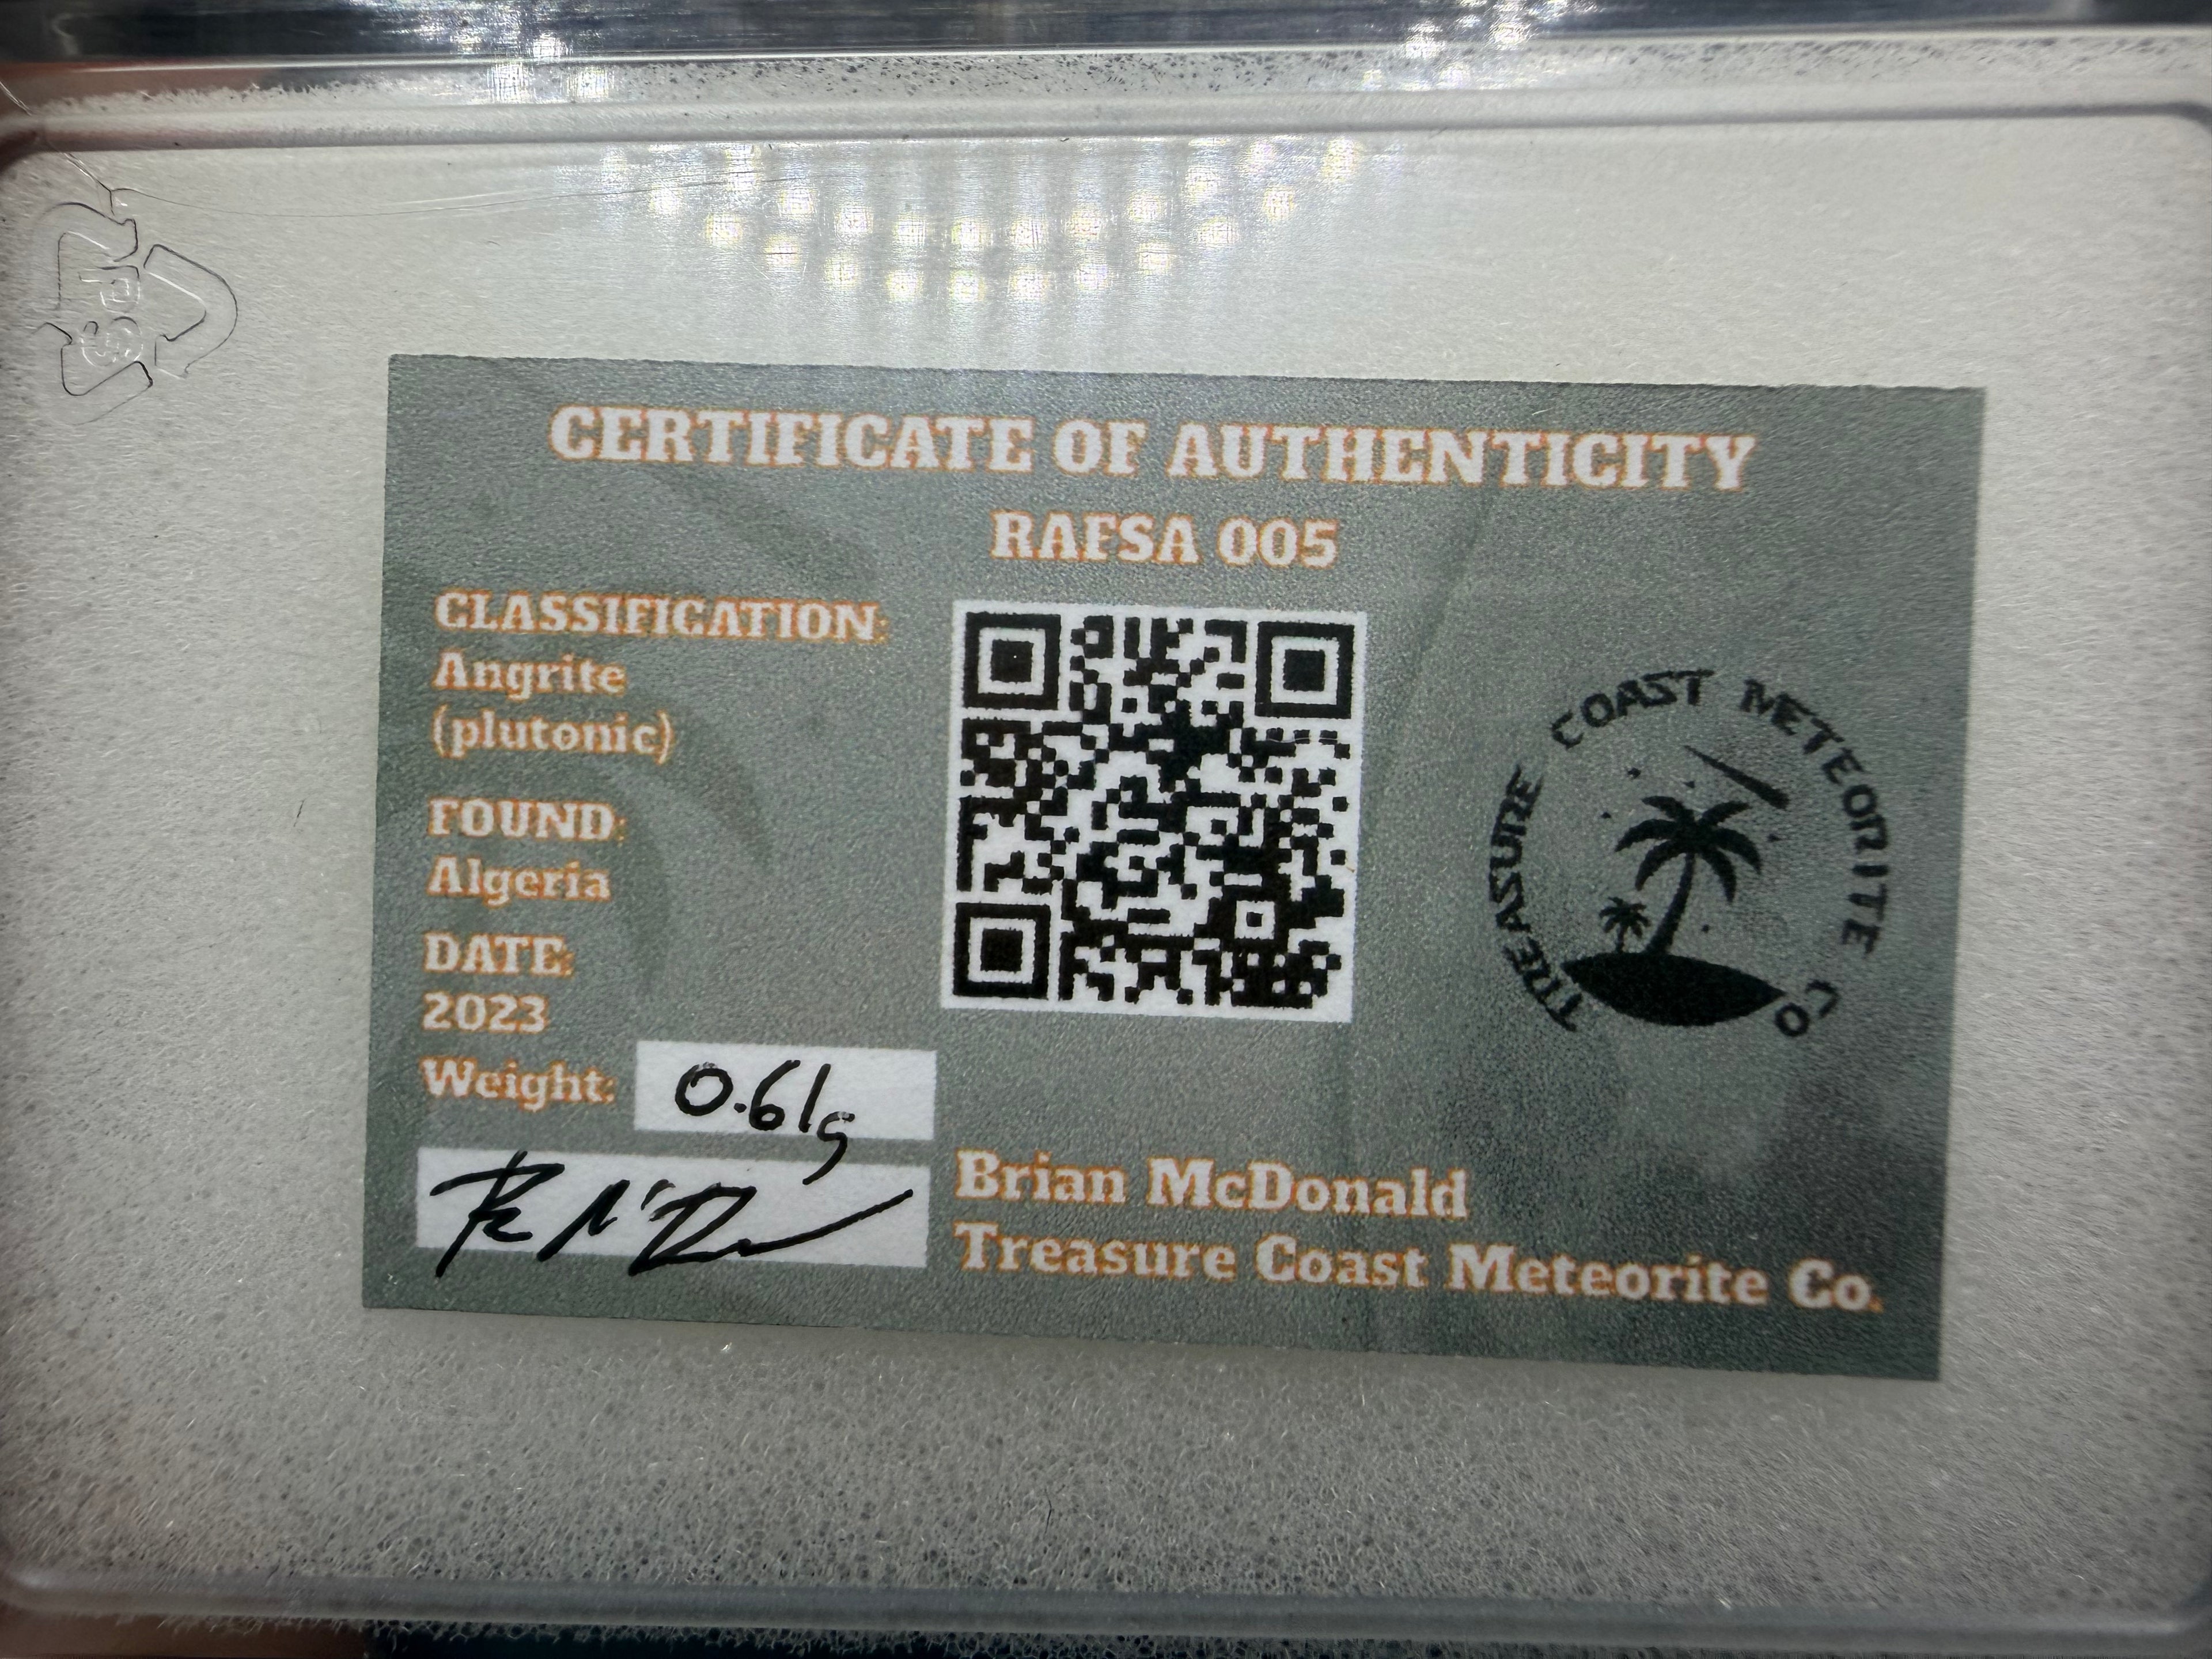 CERTIFICATE OF AUTHENTICITY
RAFSA 005
CLASSIFICATION:
Angrite
(plutonic)
FOUND:
Algeria
DATE:
2023
Weight: 0.61g
TREASURE COAST METEORITE CO
Brian McDonald
Treasure Coast Meteorite Co.